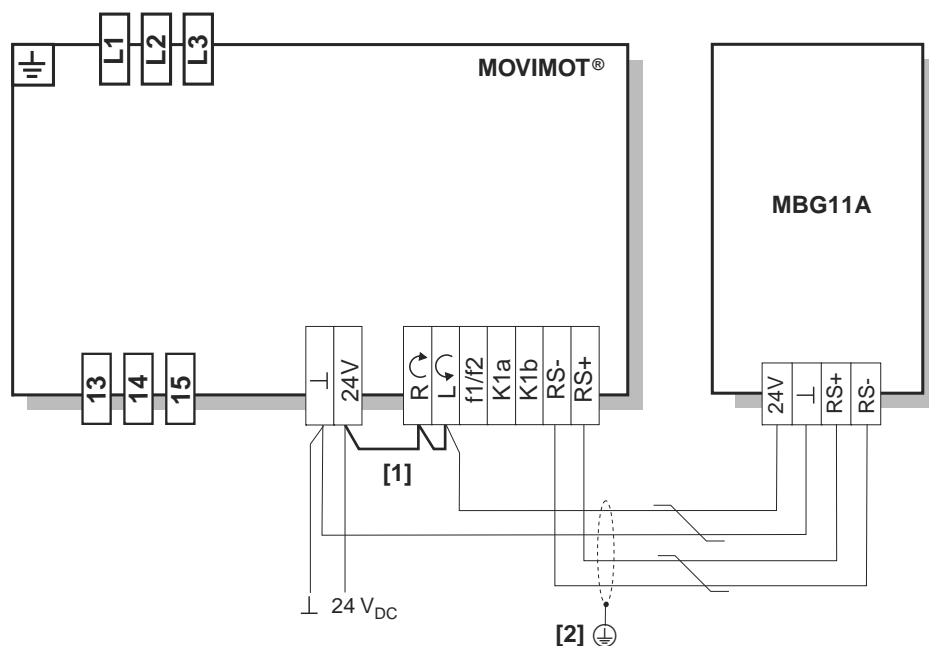 L1
L2
L3
MOVIMOT®
MBG11A
13
14
15
⊥
24V
R
L
f1/f2
K1a
K1b
RS-
RS+
24V
⊥
RS+
RS-
[1]
⊥ 24 VDC
[2]